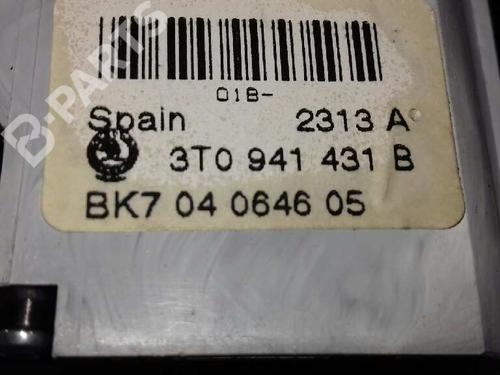 B-PARTS
01B-
Spain 2313 A
3T0 941 431 B
BK7 04 0646 05